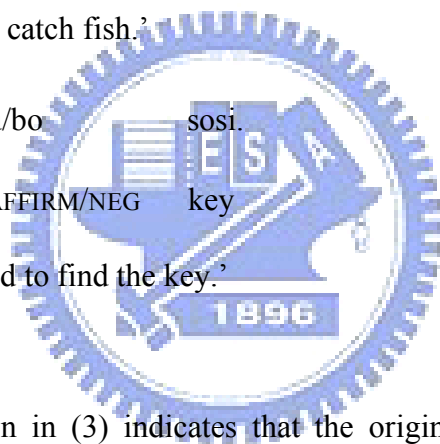 catch fish.’
/bo sosi.
AFFIRM/NEG key
d to find the key.’
E S A
1896
n in (3) indicates that the origin